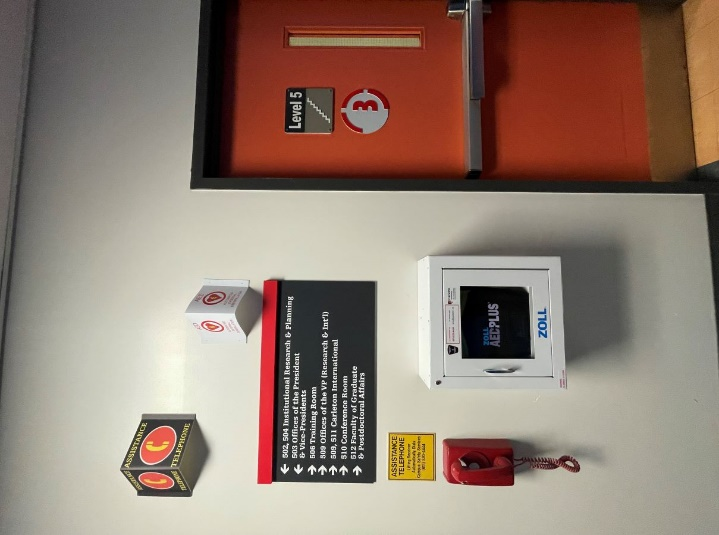 Level 5
3
ASSISTANCE
C
TELEPHONE
502, 504 Institutional Research & Planning
503 Offices of the President
& Vice-Presidents
506 Training Room
509 Offices of the VP (Research & Int'l)
509, 511 Carleton International
510 Conference Room
512 Faculty of Graduate
& Postdoctoral Affairs
ZOLL
AED PLUS
ZOLL
ASSISTANCE
TELEPHONE